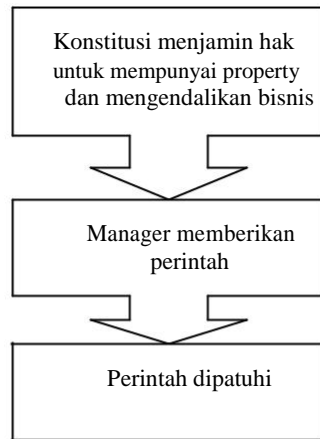 Konstitusi menjamin hak
untuk mempunyai property
dan mengendalikan bisnis
Manager memberikan
perintah
Perintah dipatuhi